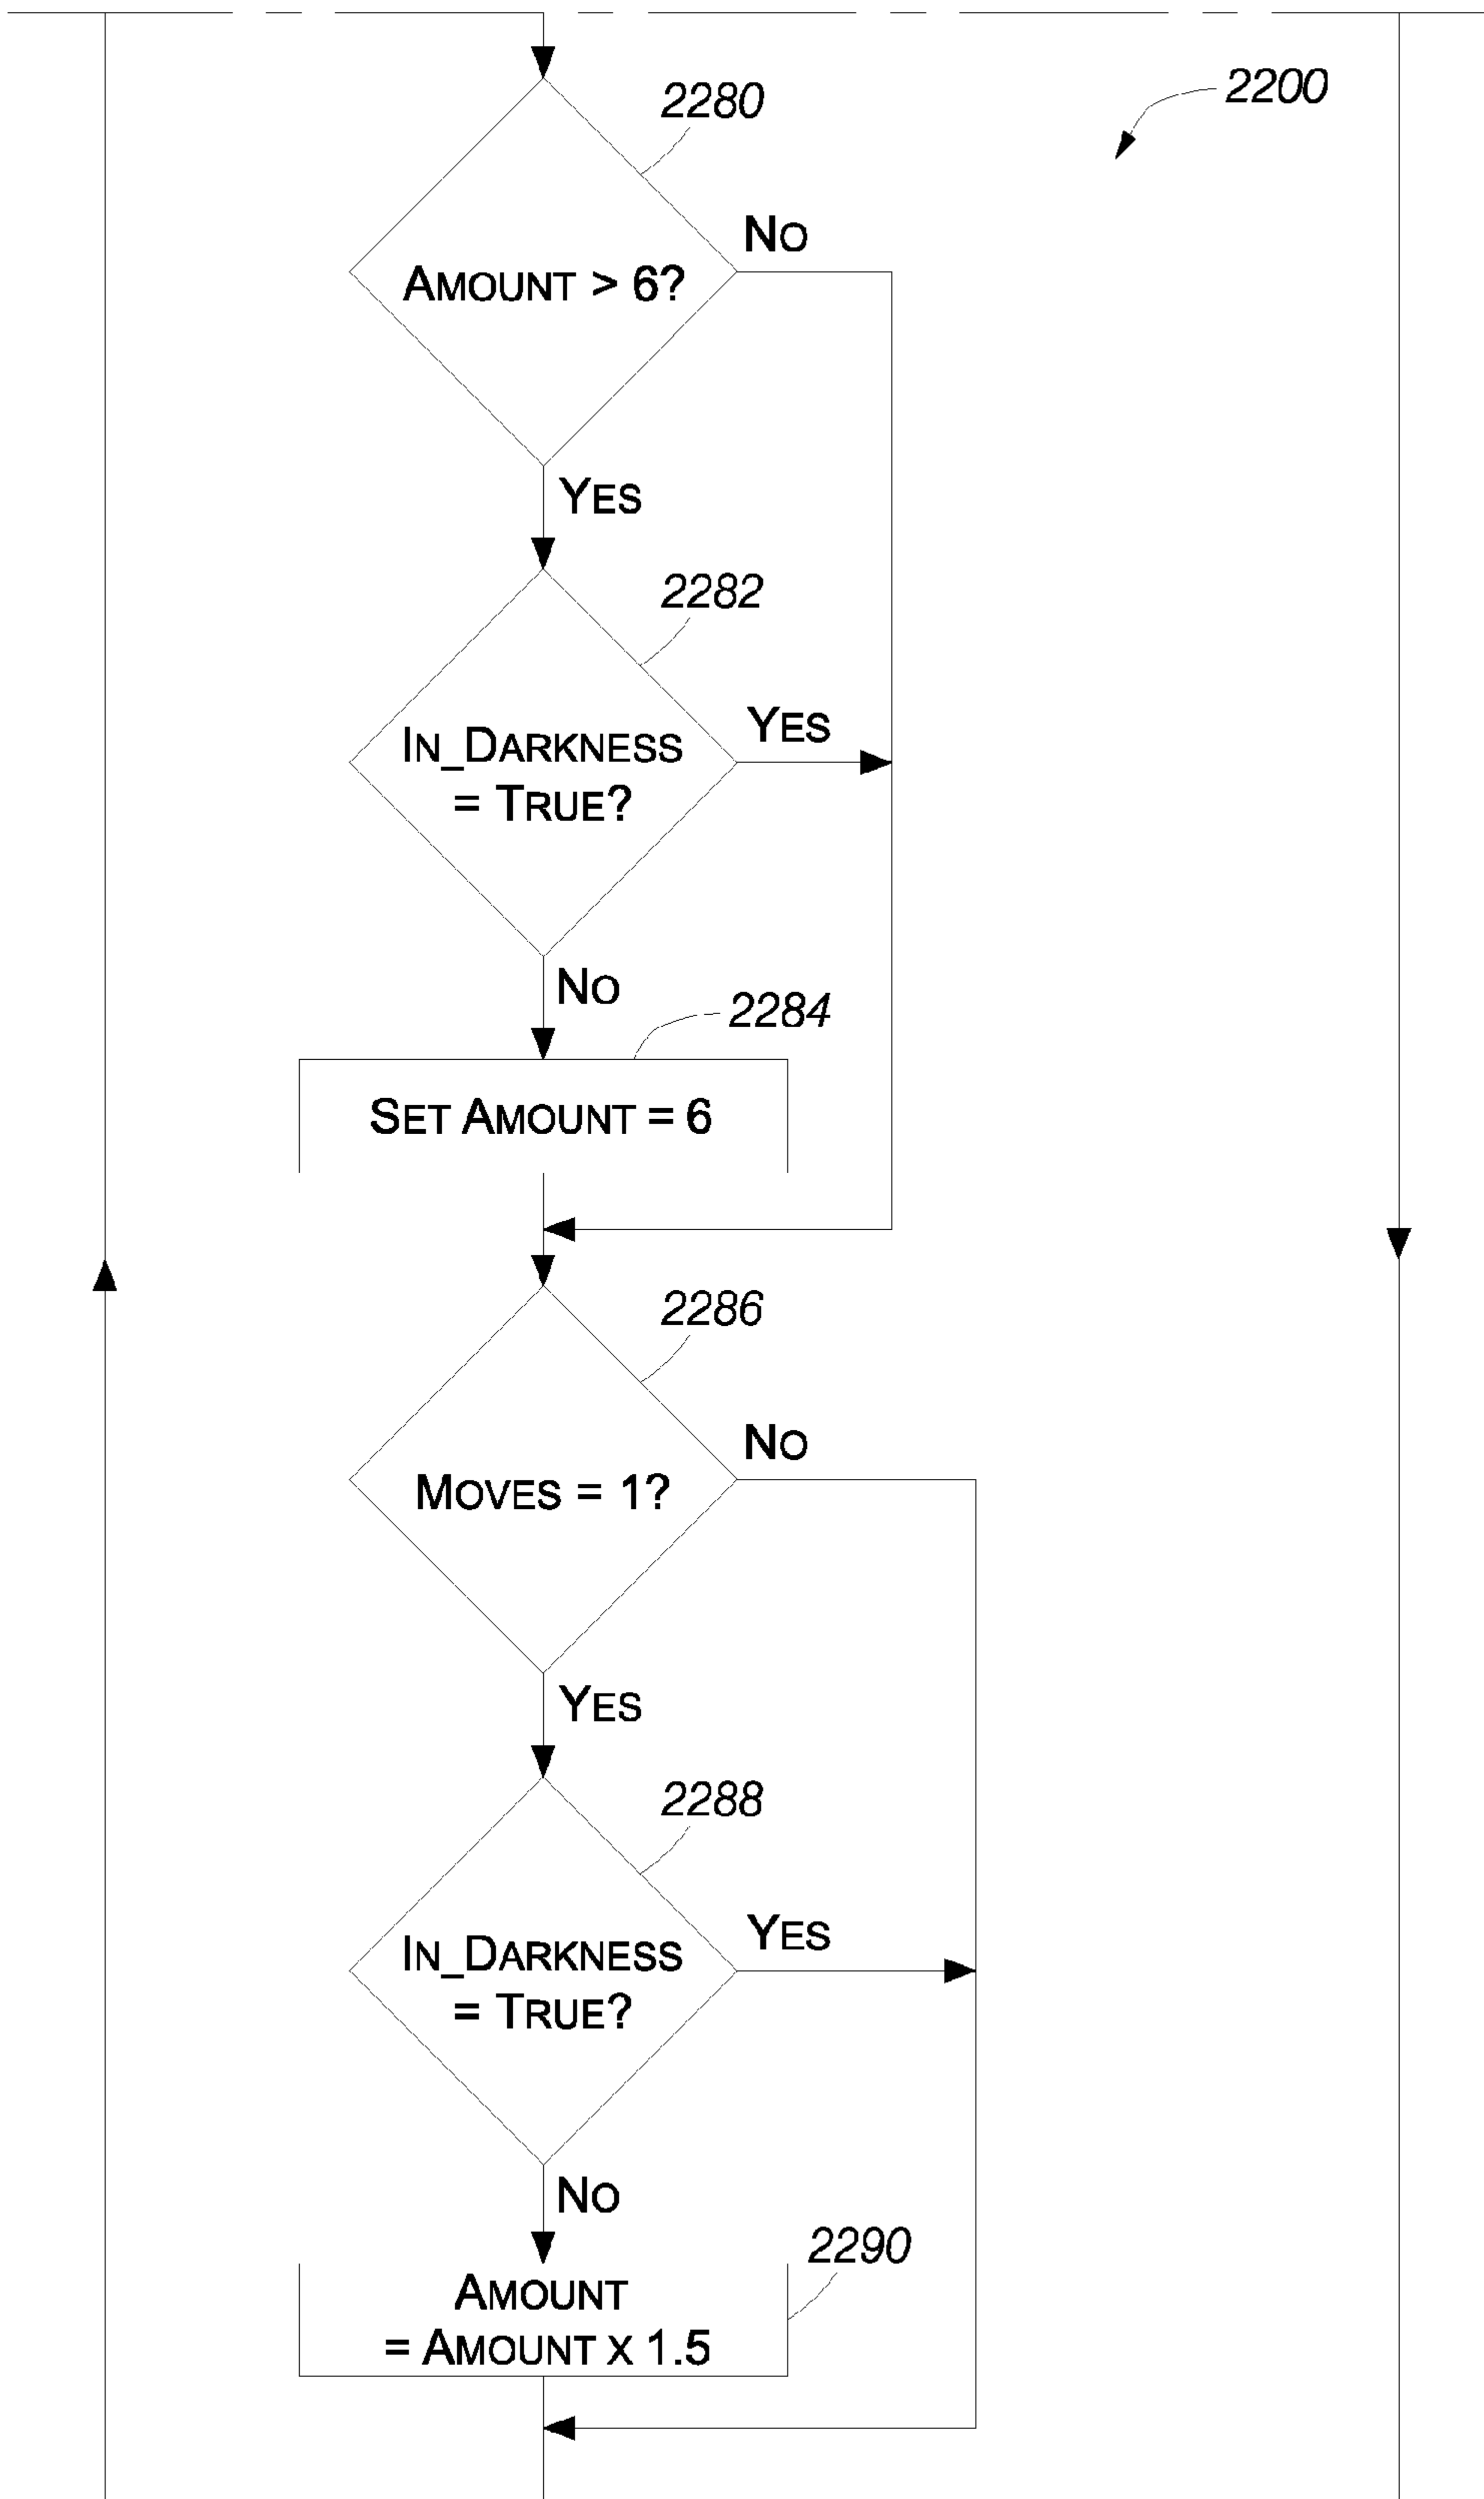 2200
2280
No
Amount > 6?
Yes
2282
Yes
In_Darkness
= True?
No
2284
Set Amount = 6
2286
No
Moves = 1?
Yes
2288
Yes
In_Darkness
= True?
No
2290
Amount
= Amount x 1.5